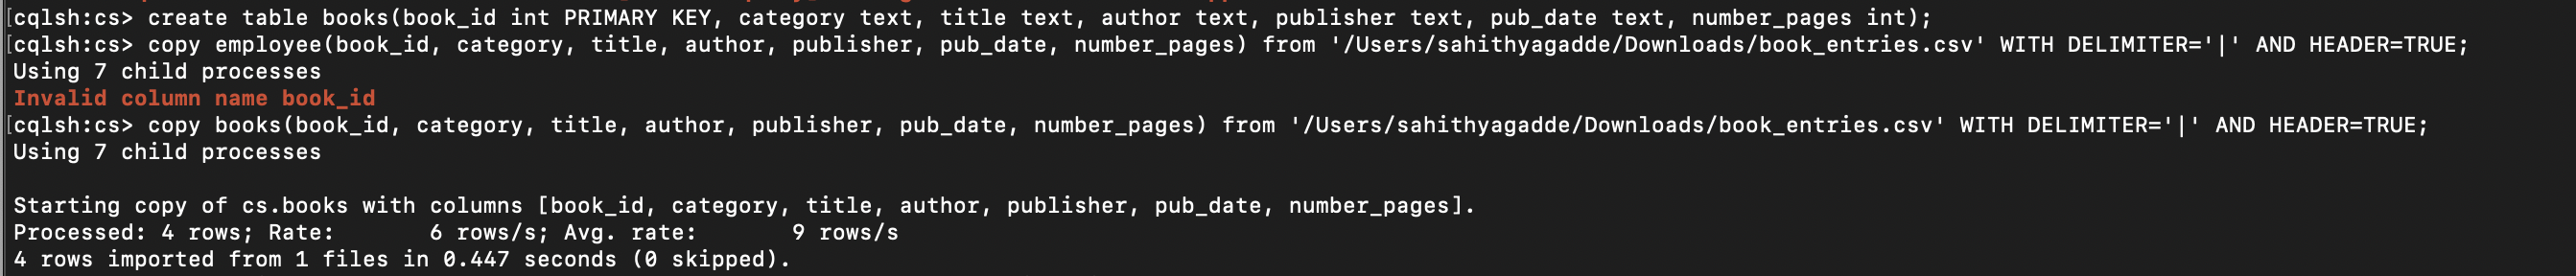 [cqlsh:cs> create table books(book_id int PRIMARY KEY, category text, title text, author text, publisher text, pub_date text, number_pages int);
[cqlsh:cs> copy employee(book_id, category, title, author, publisher, pub_date, number_pages) from '/Users/sahithyagadde/Downloads/book_entries.csv' WITH DELIMITER='|' AND HEADER=TRUE;
Using 7 child processes
Invalid column name book_id
[cqlsh:cs> copy books(book_id, category, title, author, publisher, pub_date, number_pages) from '/Users/sahithyagadde/Downloads/book_entries.csv' WITH DELIMITER='|' AND HEADER=TRUE;
Using 7 child processes
Starting copy of cs.books with columns [book_id, category, title, author, publisher, pub_date, number_pages].
Processed: 4 rows; Rate:       6 rows/s; Avg. rate:       9 rows/s
4 rows imported from 1 files in 0.447 seconds (0 skipped).